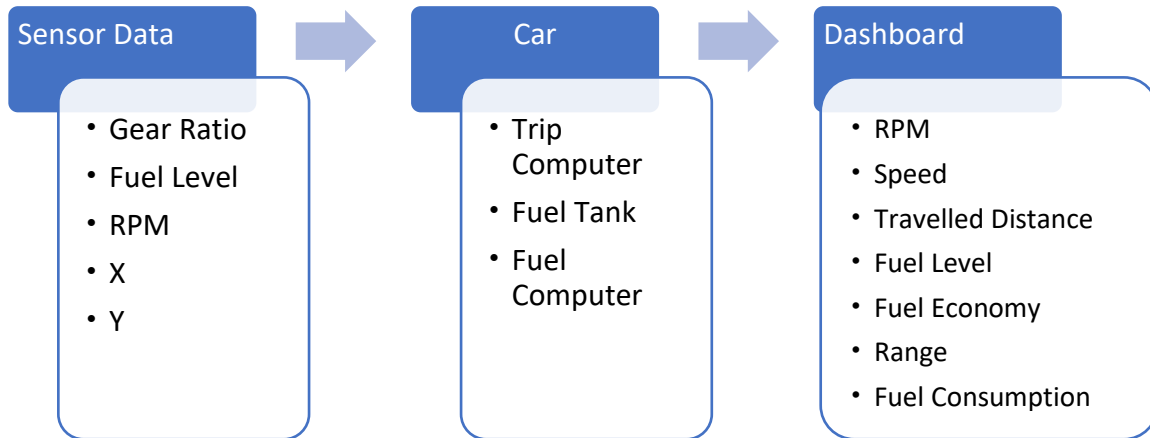 Sensor Data
• Gear Ratio
• Fuel Level
• RPM
• X
• Y
Car
• Trip
Computer
• Fuel Tank
• Fuel
Computer
Dashboard
• RPM
• Speed
• Travelled Distance
• Fuel Level
• Fuel Economy
• Range
• Fuel Consumption